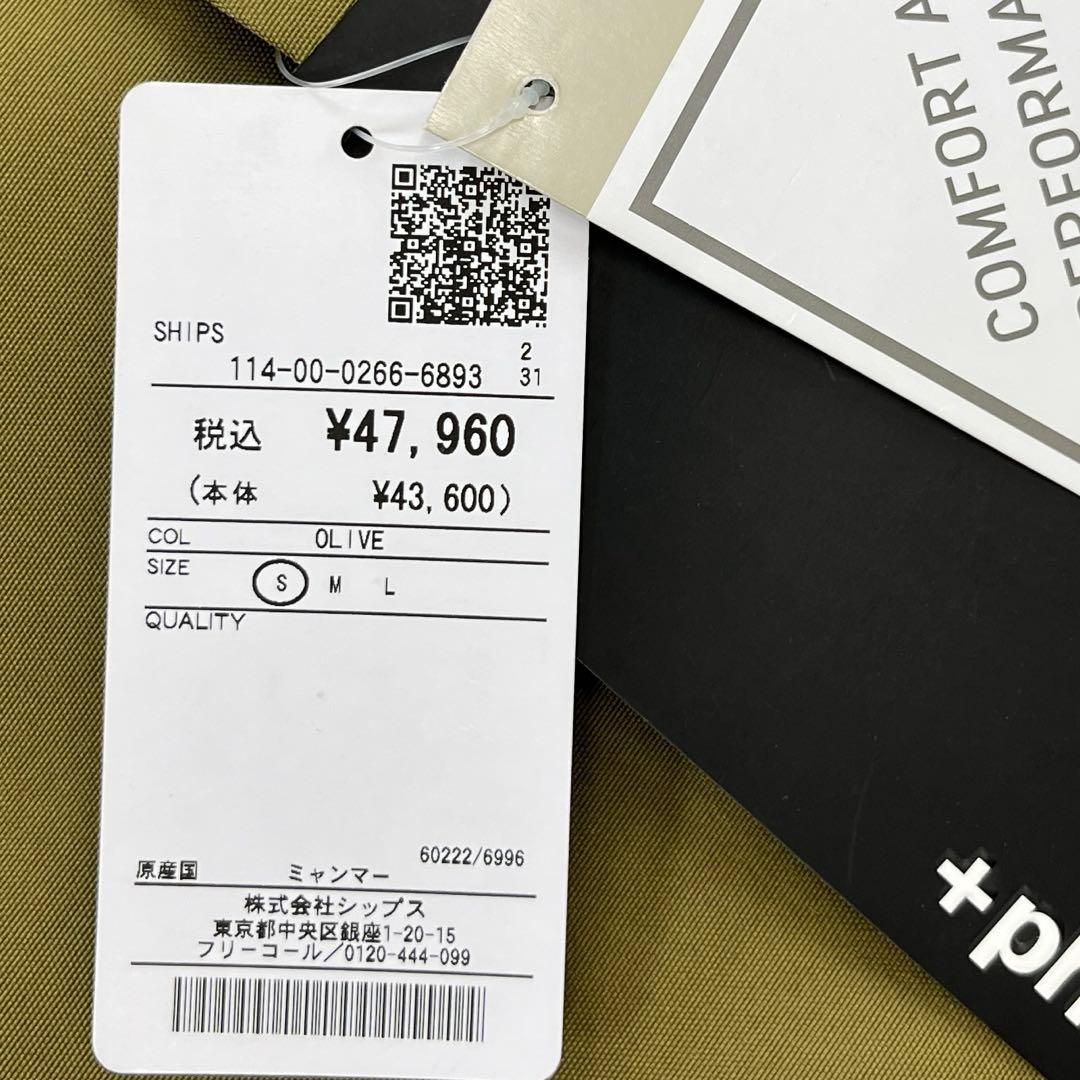 SHIPS
2
114-00-0266-6893 31
税込 ¥47,960
(本体 ¥43,600)
COL OLIVE
SIZE S M L
QUALITY
60222/6996
原産国 ミャンマー
株式会社シップス
東京都中央区銀座1-20-15
フリーコール/0120-444-099
COMFORT A
+ph